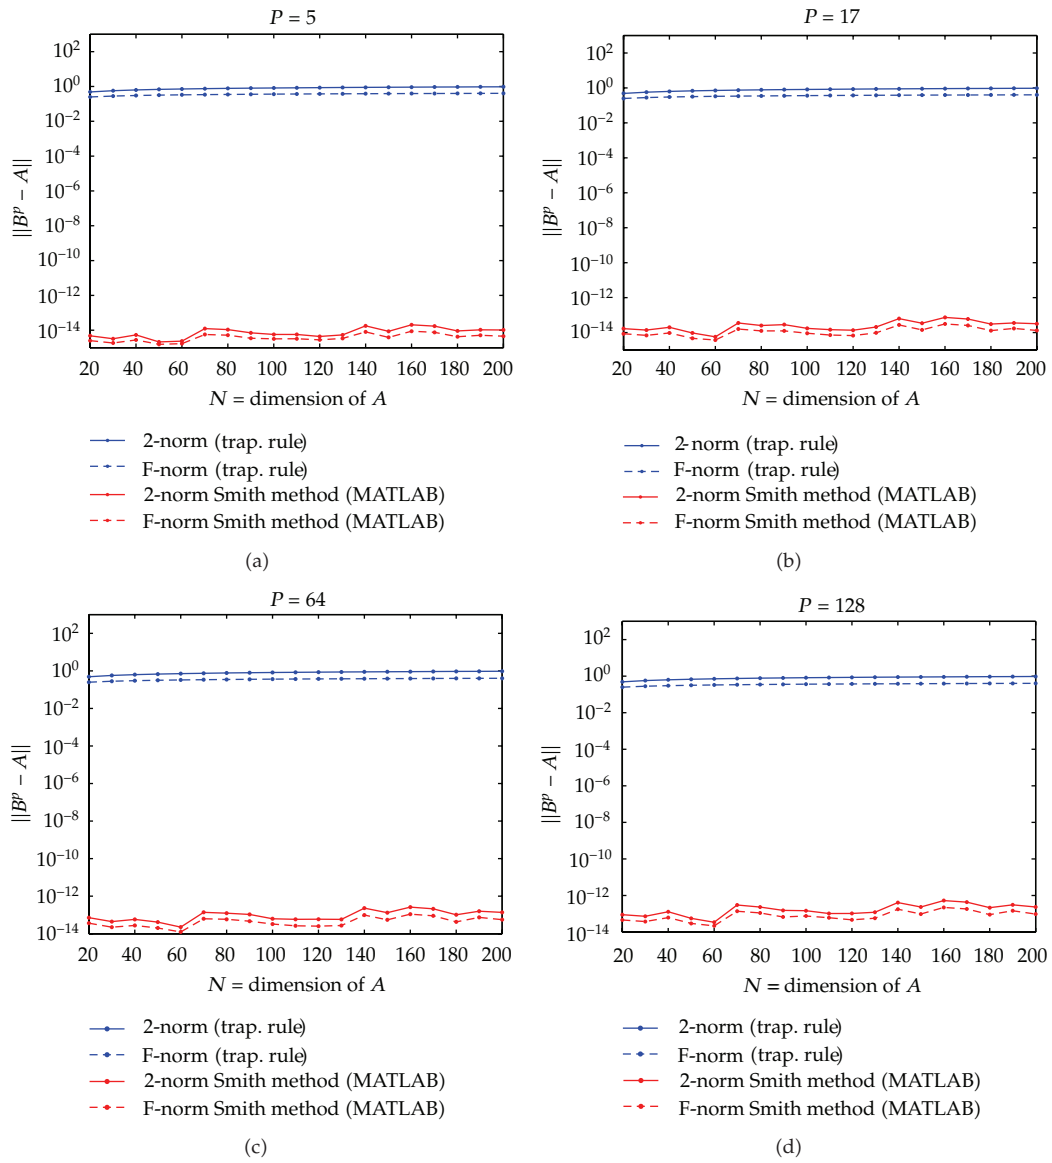 P = 5
10^2
10^0
10^−2
10^−4
10^−6
10^−8
10^−10
10^−12
10^−14
||B^p − A||
20 40 60 80 100 120 140 160 180 200
N = dimension of A
2-norm (trap. rule)
F-norm (trap. rule)
2-norm Smith method (MATLAB)
F-norm Smith method (MATLAB)
(a)
P = 17
10^2
10^0
10^−2
10^−4
10^−6
10^−8
10^−10
10^−12
10^−14
||B^p − A||
20 40 60 80 100 120 140 160 180 200
N = dimension of A
2-norm (trap. rule)
F-norm (trap. rule)
2-norm Smith method (MATLAB)
F-norm Smith method (MATLAB)
(b)
P = 64
10^2
10^0
10^−2
10^−4
10^−6
10^−8
10^−10
10^−12
10^−14
||B^p − A||
20 40 60 80 100 120 140 160 180 200
N = dimension of A
2-norm (trap. rule)
F-norm (trap. rule)
2-norm Smith method (MATLAB)
F-norm Smith method (MATLAB)
(c)
P = 128
10^2
10^0
10^−2
10^−4
10^−6
10^−8
10^−10
10^−12
10^−14
||B^p − A||
20 40 60 80 100 120 140 160 180 200
N = dimension of A
2-norm (trap. rule)
F-norm (trap. rule)
2-norm Smith method (MATLAB)
F-norm Smith method (MATLAB)
(d)